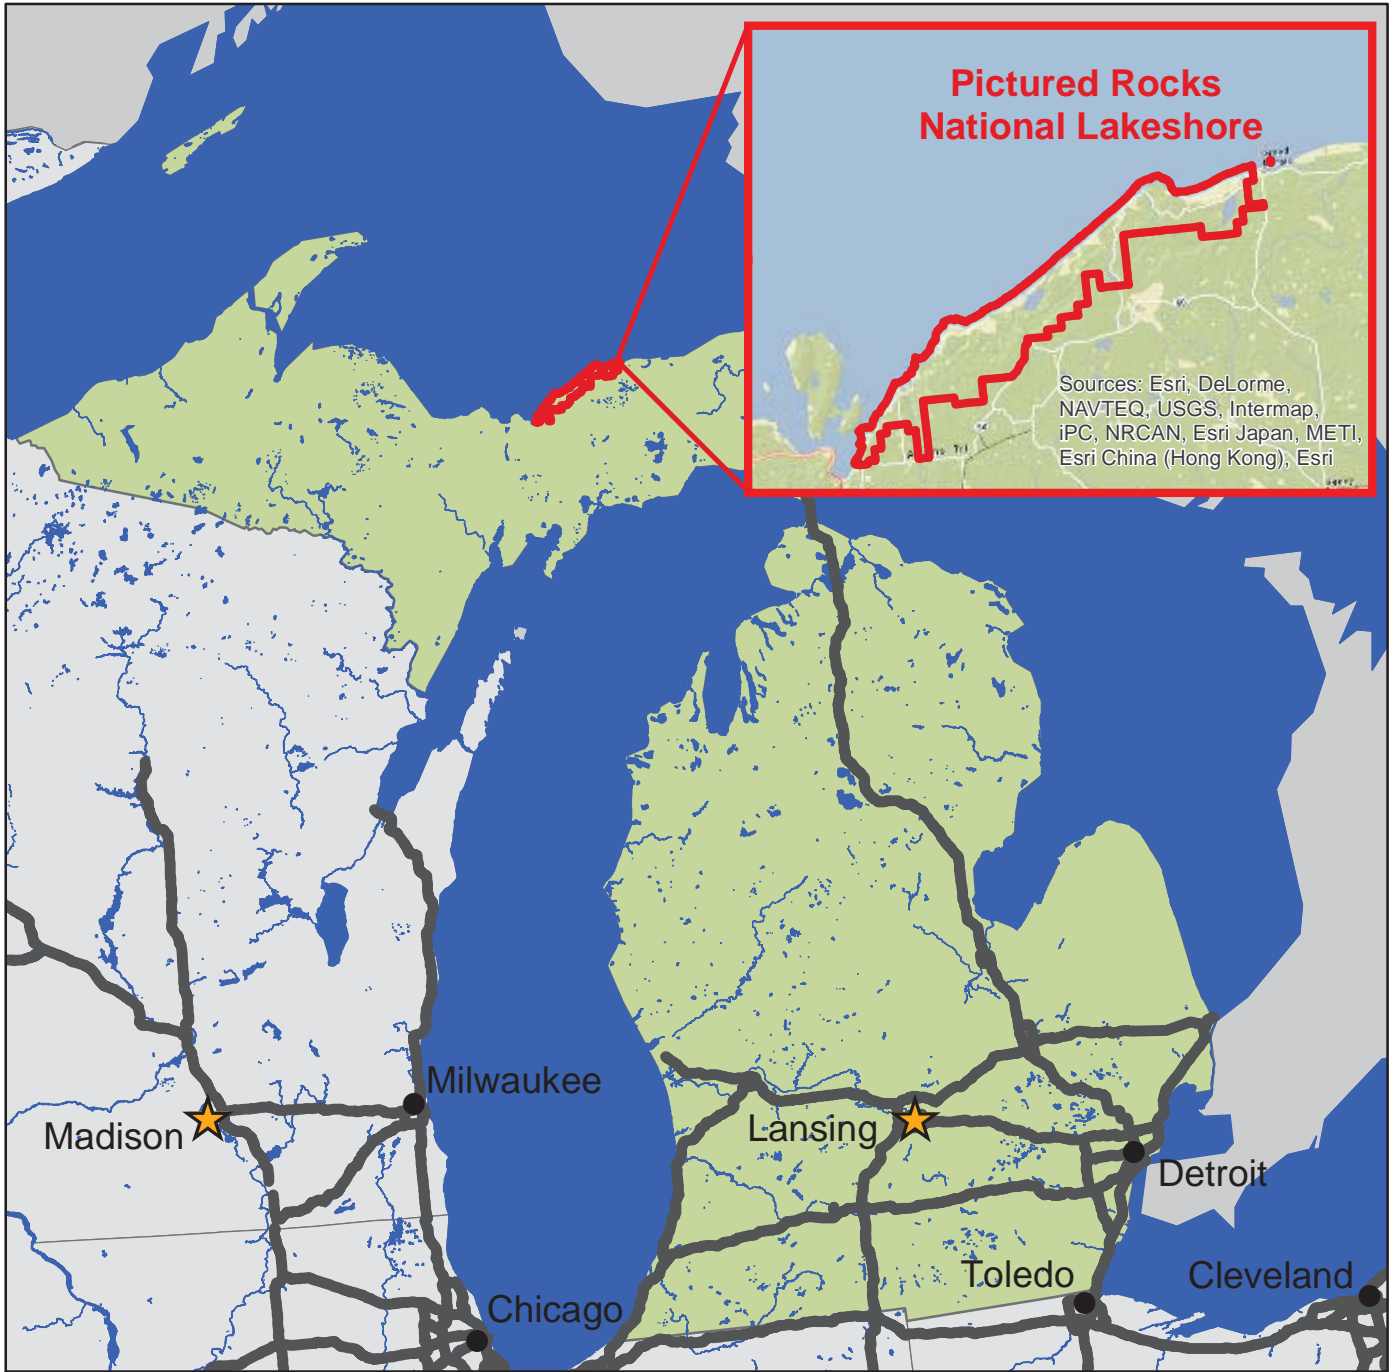 Pictured Rocks
National Lakeshore
Sources: Esri, DeLorme,
NAVTEQ, USGS, Intermap,
iPC, NRCAN, Esri Japan, METI,
Esri China (Hong Kong), Esri
Milwaukee
Madison
Lansing
Detroit
Toledo
Cleveland
Chicago